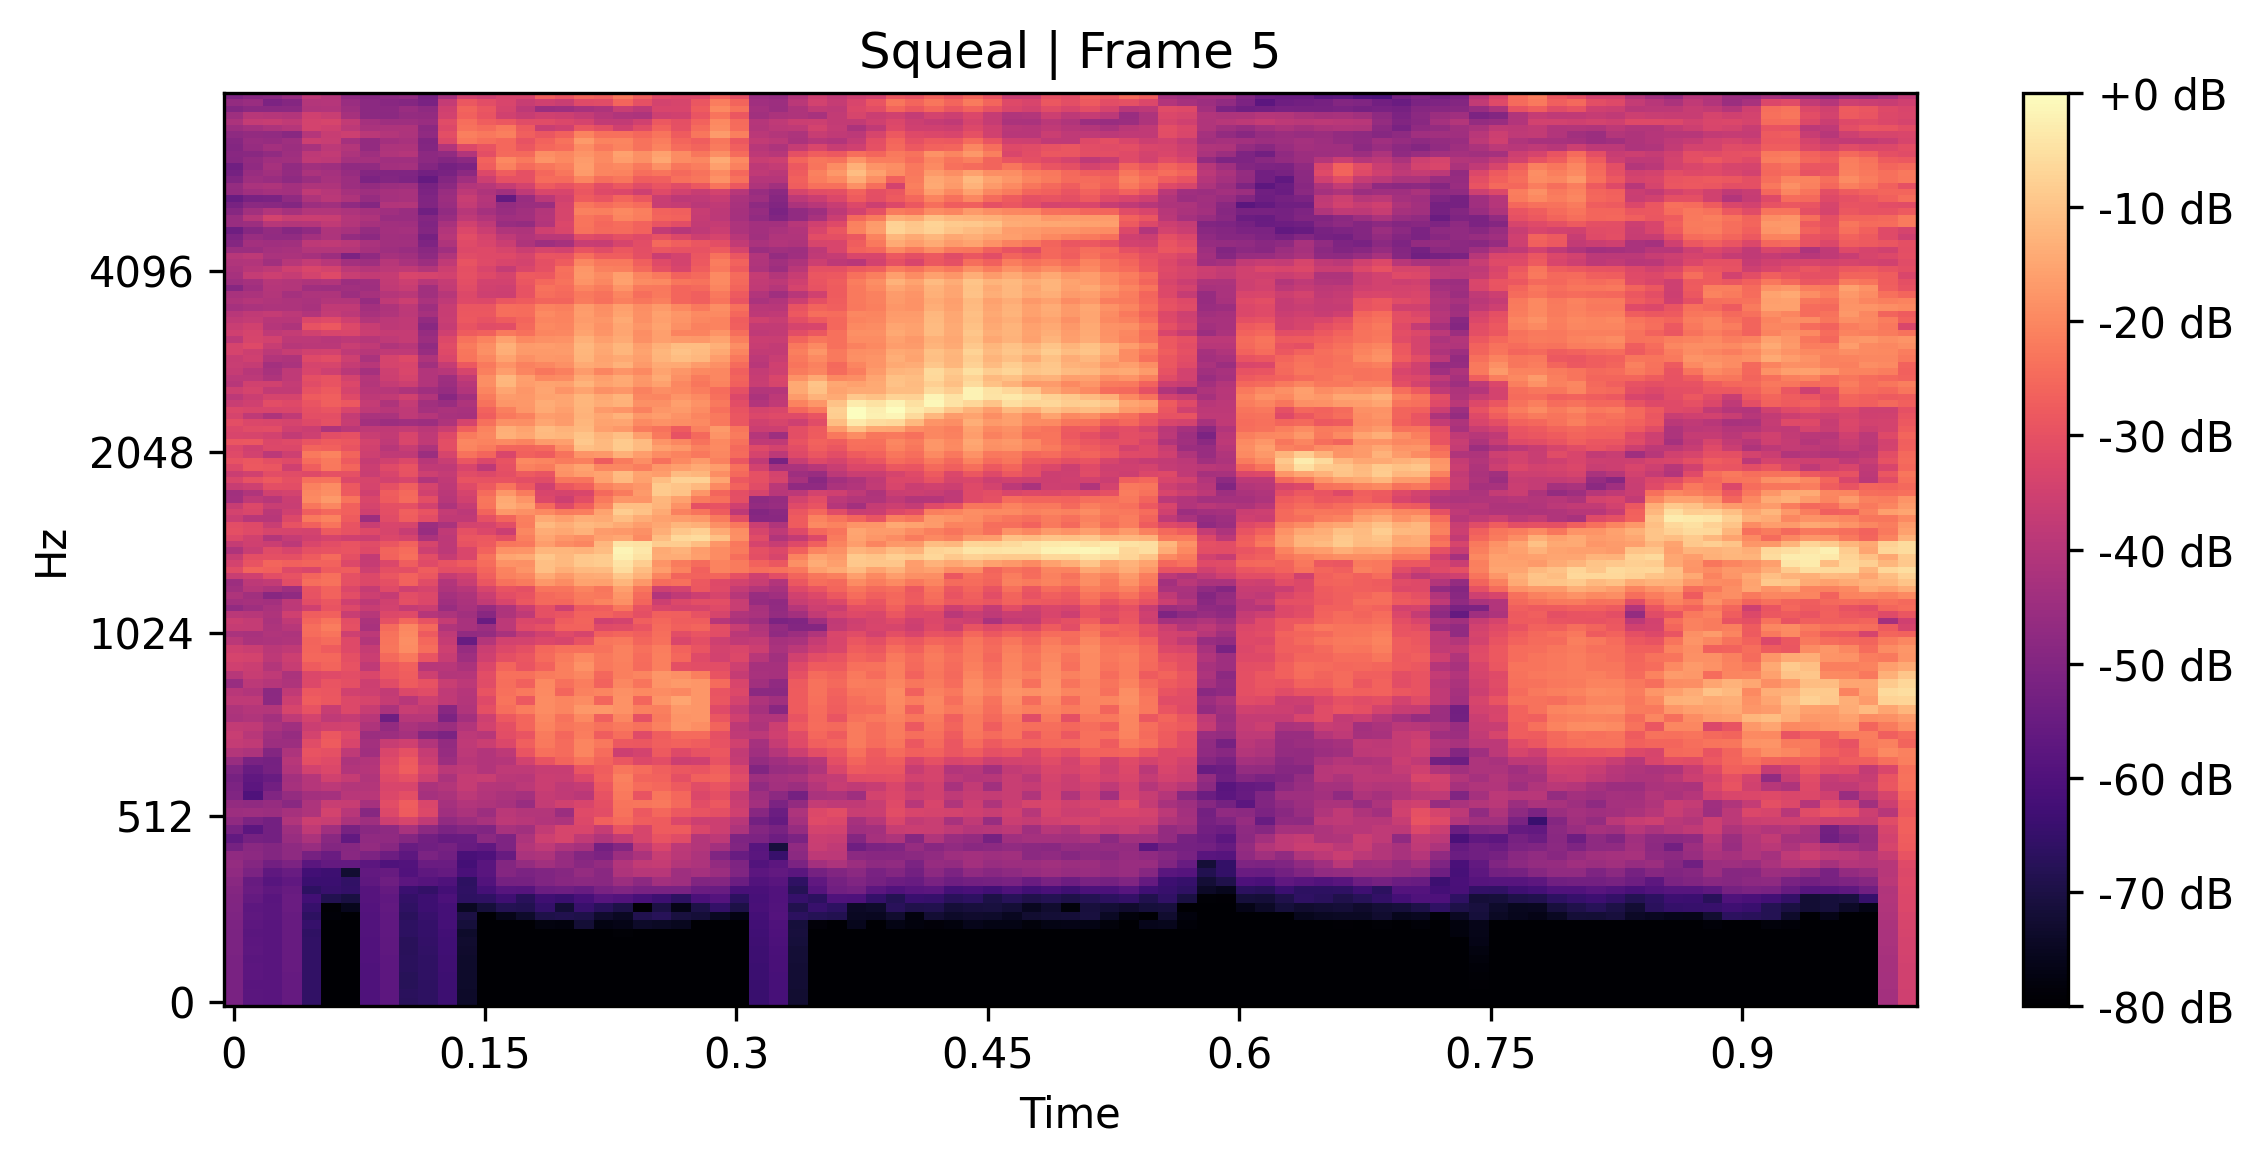 Squeal | Frame 5
+0 dB
-10 dB
-20 dB
-30 dB
-40 dB
-50 dB
-60 dB
-70 dB
-80 dB
Hz
4096
2048
1024
512
0
0 0.15 0.3 0.45 0.6 0.75 0.9
Time